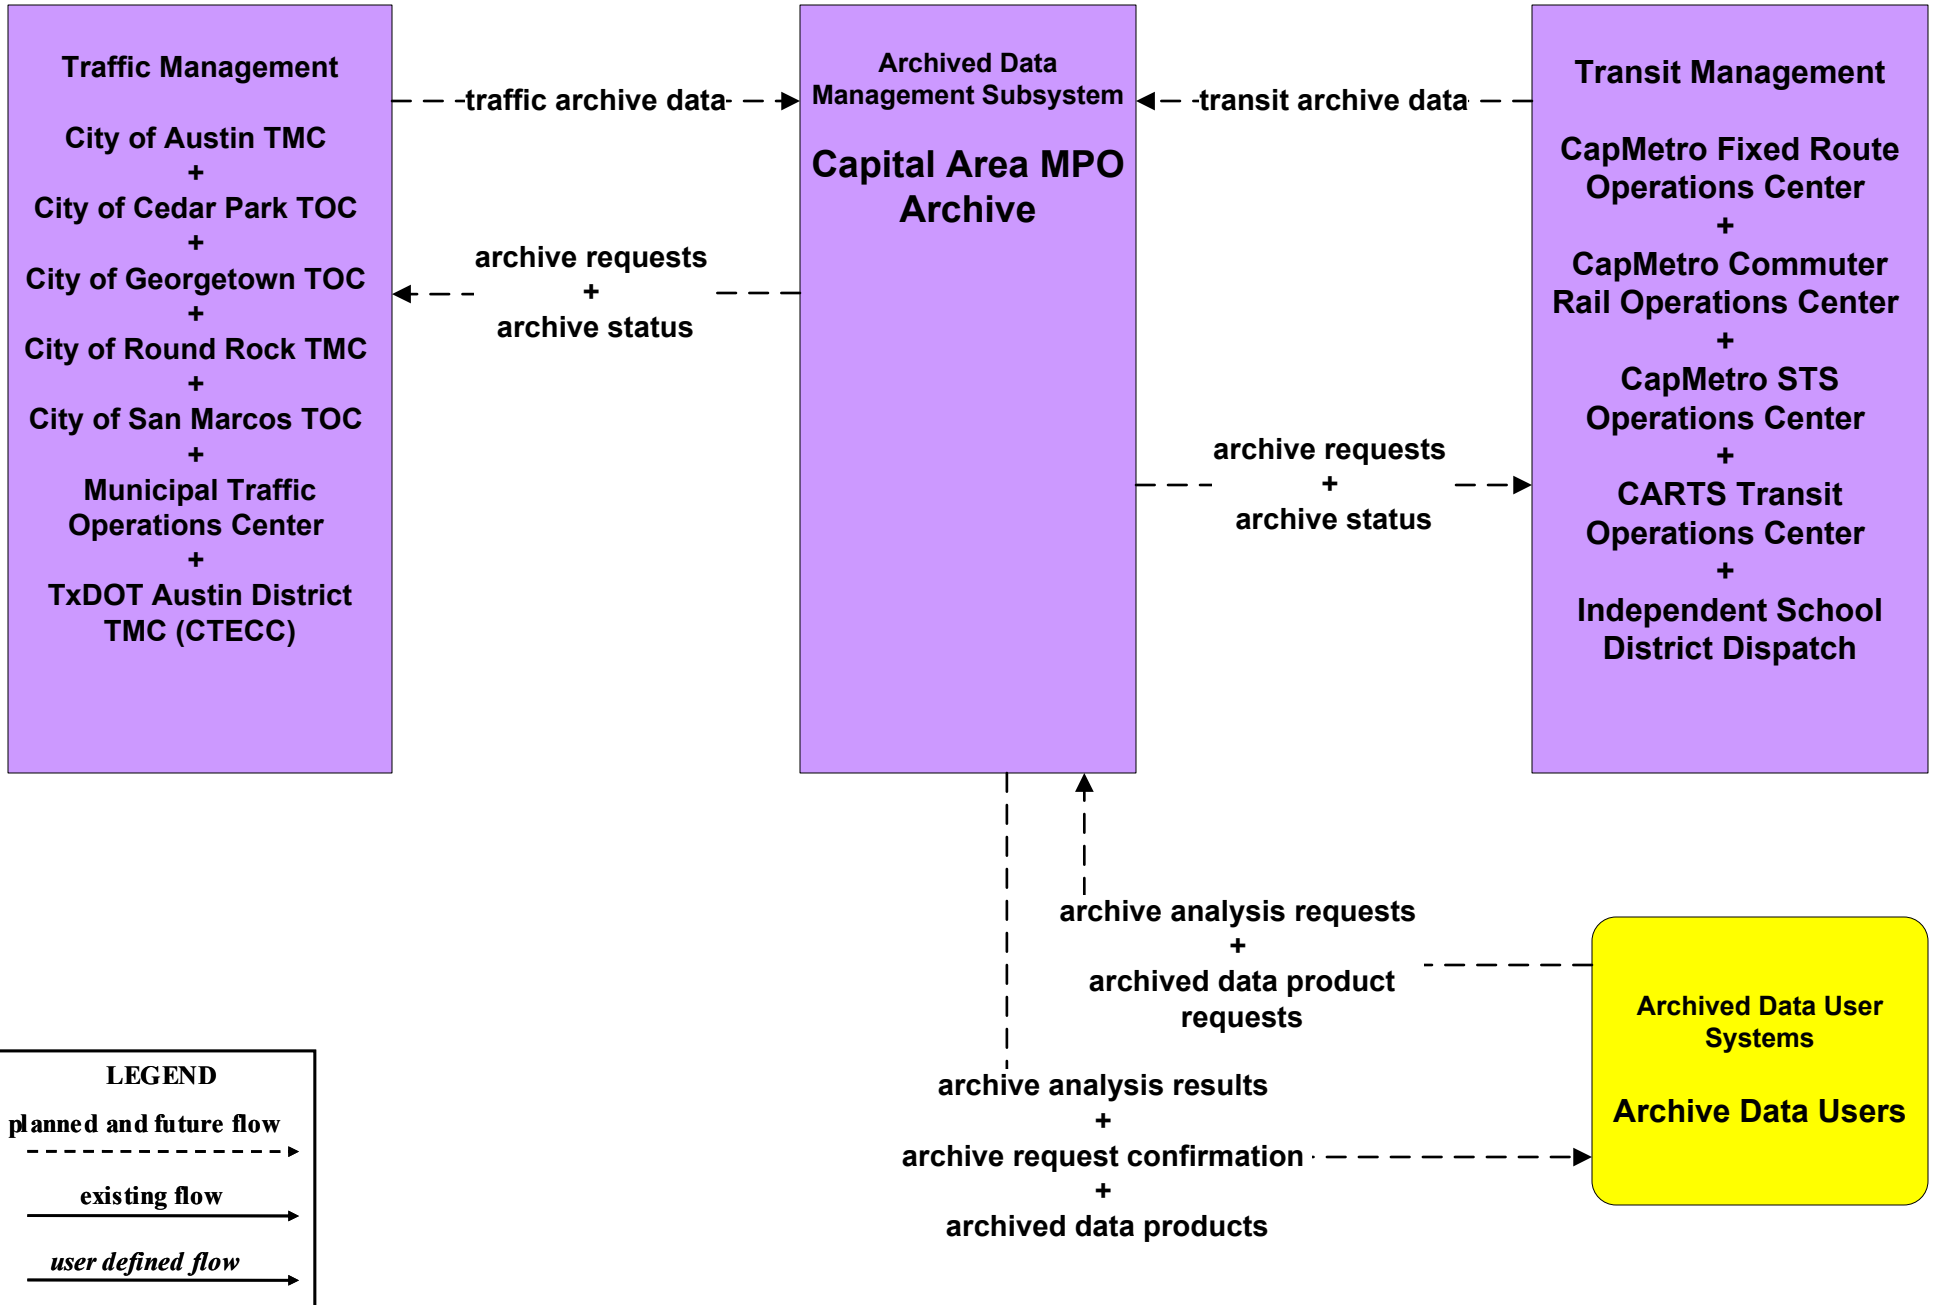 Traffic Management
City of Austin TMC
+
City of Cedar Park TOC
+
City of Georgetown TOC
+
City of Round Rock TMC
+
City of San Marcos TOC
+
Municipal Traffic
Operations Center
+
TxDOT Austin District
TMC (CTECC)
traffic archive data
archive requests
+
archive status
Archived Data
Management Subsystem
Capital Area MPO
Archive
transit archive data
archive requests
+
archive status
Transit Management
CapMetro Fixed Route
Operations Center
+
CapMetro Commuter
Rail Operations Center
+
CapMetro STS
Operations Center
+
CARTS Transit
Operations Center
+
Independent School
District Dispatch
archive analysis requests
+
archived data product
requests
archive analysis results
+
archive request confirmation
+
archived data products
Archived Data User
Systems
Archive Data Users
LEGEND
planned and future flow
existing flow
user defined flow